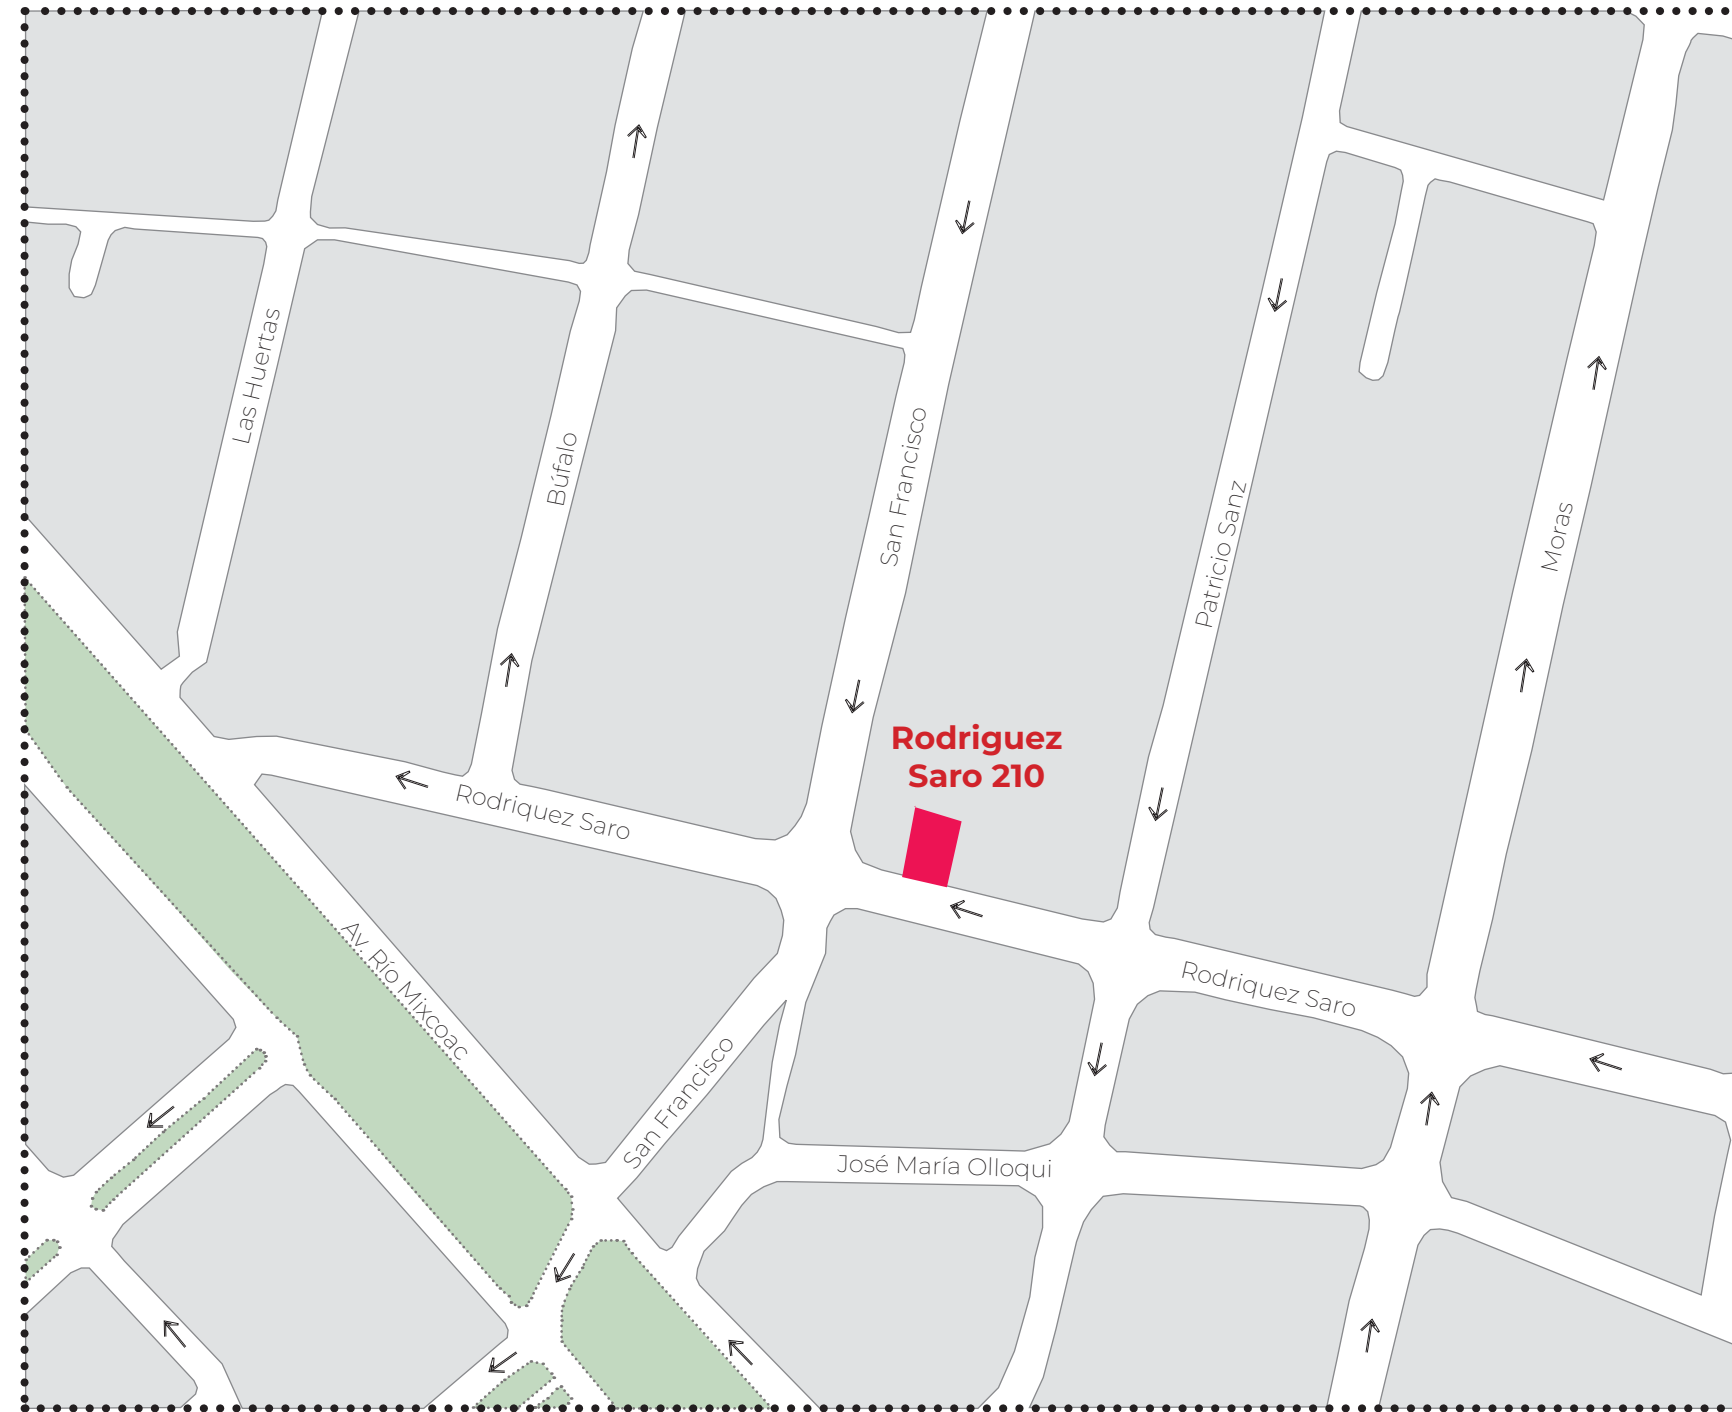 Las Huertas
Búfalo
San Francisco
Patricio Sanz
Moras
Rodriguez
Saro 210
Rodriquez Saro
Rodriquez Saro
Av. Río Mixcoac
San Francisco
José María Olloqui